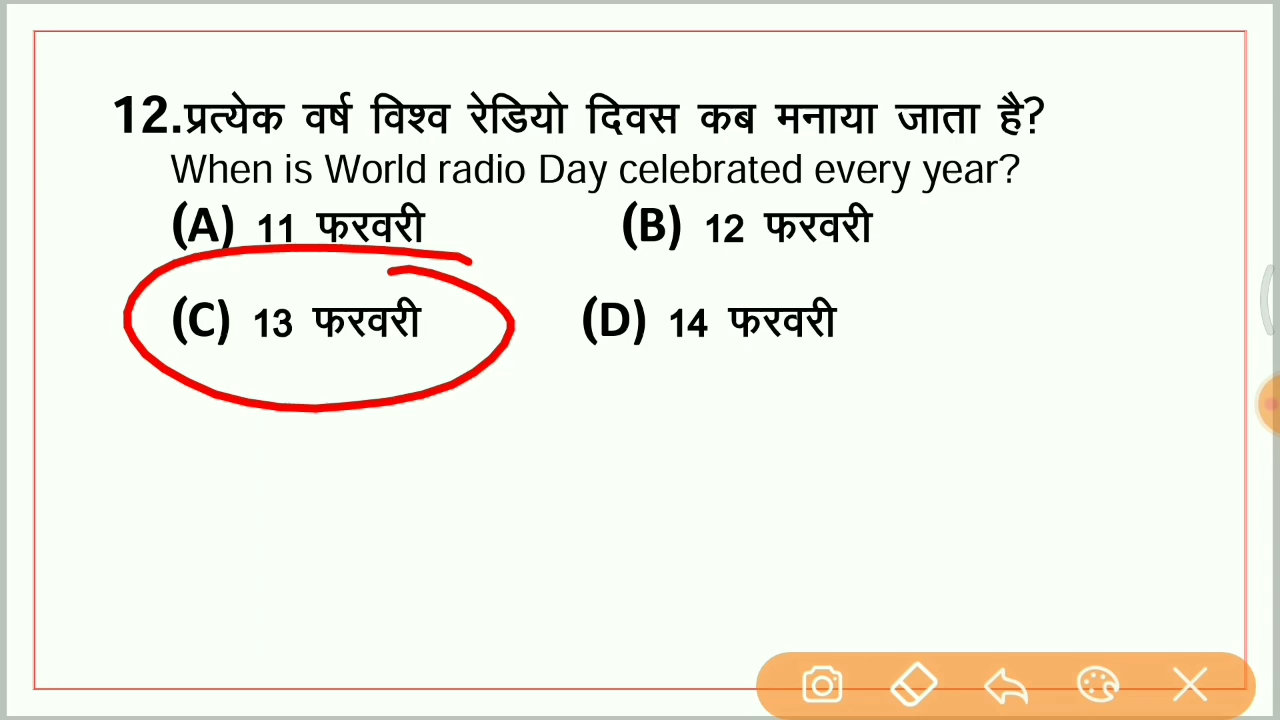 12.प्रत्येक वर्ष विश्व रेडियो दिवस कब मनाया जाता है?
When is World radio Day celebrated every year?
(A) 11 फरवरी (B) 12 फरवरी
(C) 13 फरवरी (D) 14 फरवरी